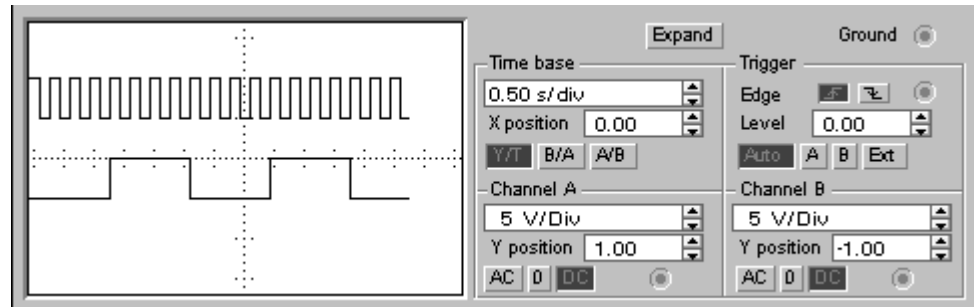 Expand Ground
Time base
0.50 s/div
X position 0.00
Y/T B/A A/B
Trigger
Edge
Level 0.00
Auto A B Ext
Channel A
5 V/Div
Y position 1.00
AC 0 DC
Channel B
5 V/Div
Y position -1.00
AC 0 DC